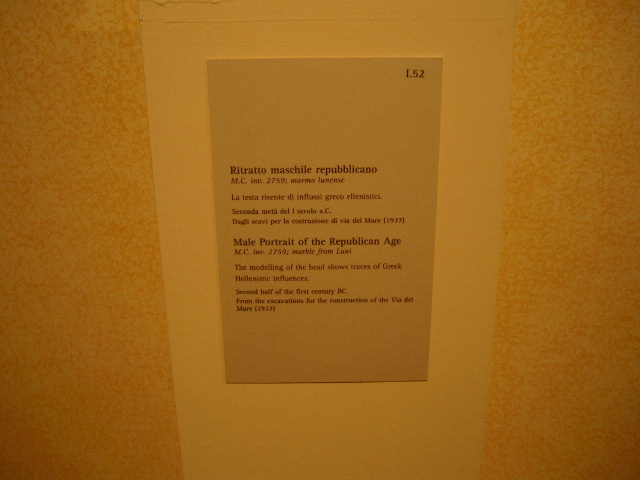 I.52
Ritratto maschile repubblicano
M.C. inv. 2759; marmo lunense
La testa risente di influssi greco ellenistici.
Seconda metà del I secolo a.C.
Dagli scavi per la costruzione di via del Mare (1937)
Male Portrait of the Republican Age
M.C. inv. 2759; marble from Luni
The modelling of the head shows traces of Greek
Hellenistic influences.
Second half of the first century BC.
From the excavations for the construction of the Via del
Mare (1937)